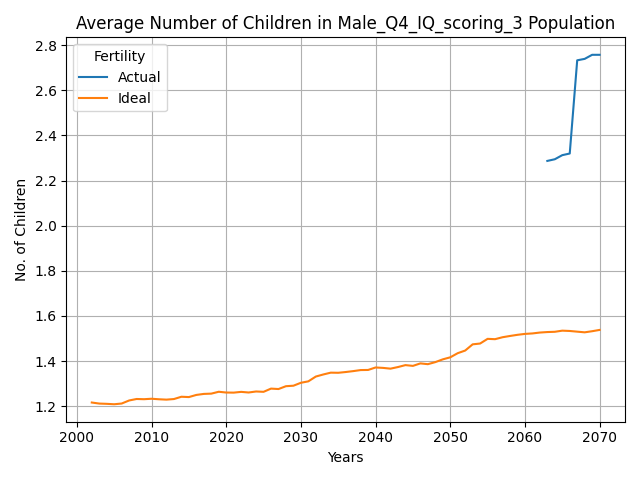 Average Number of Children in Male_Q4_IQ_scoring_3 Population
Fertility
Actual
Ideal
No. of Children
2.8
2.6
2.4
2.2
2.0
1.8
1.6
1.4
1.2
2000 2010 2020 2030 2040 2050 2060 2070
Years